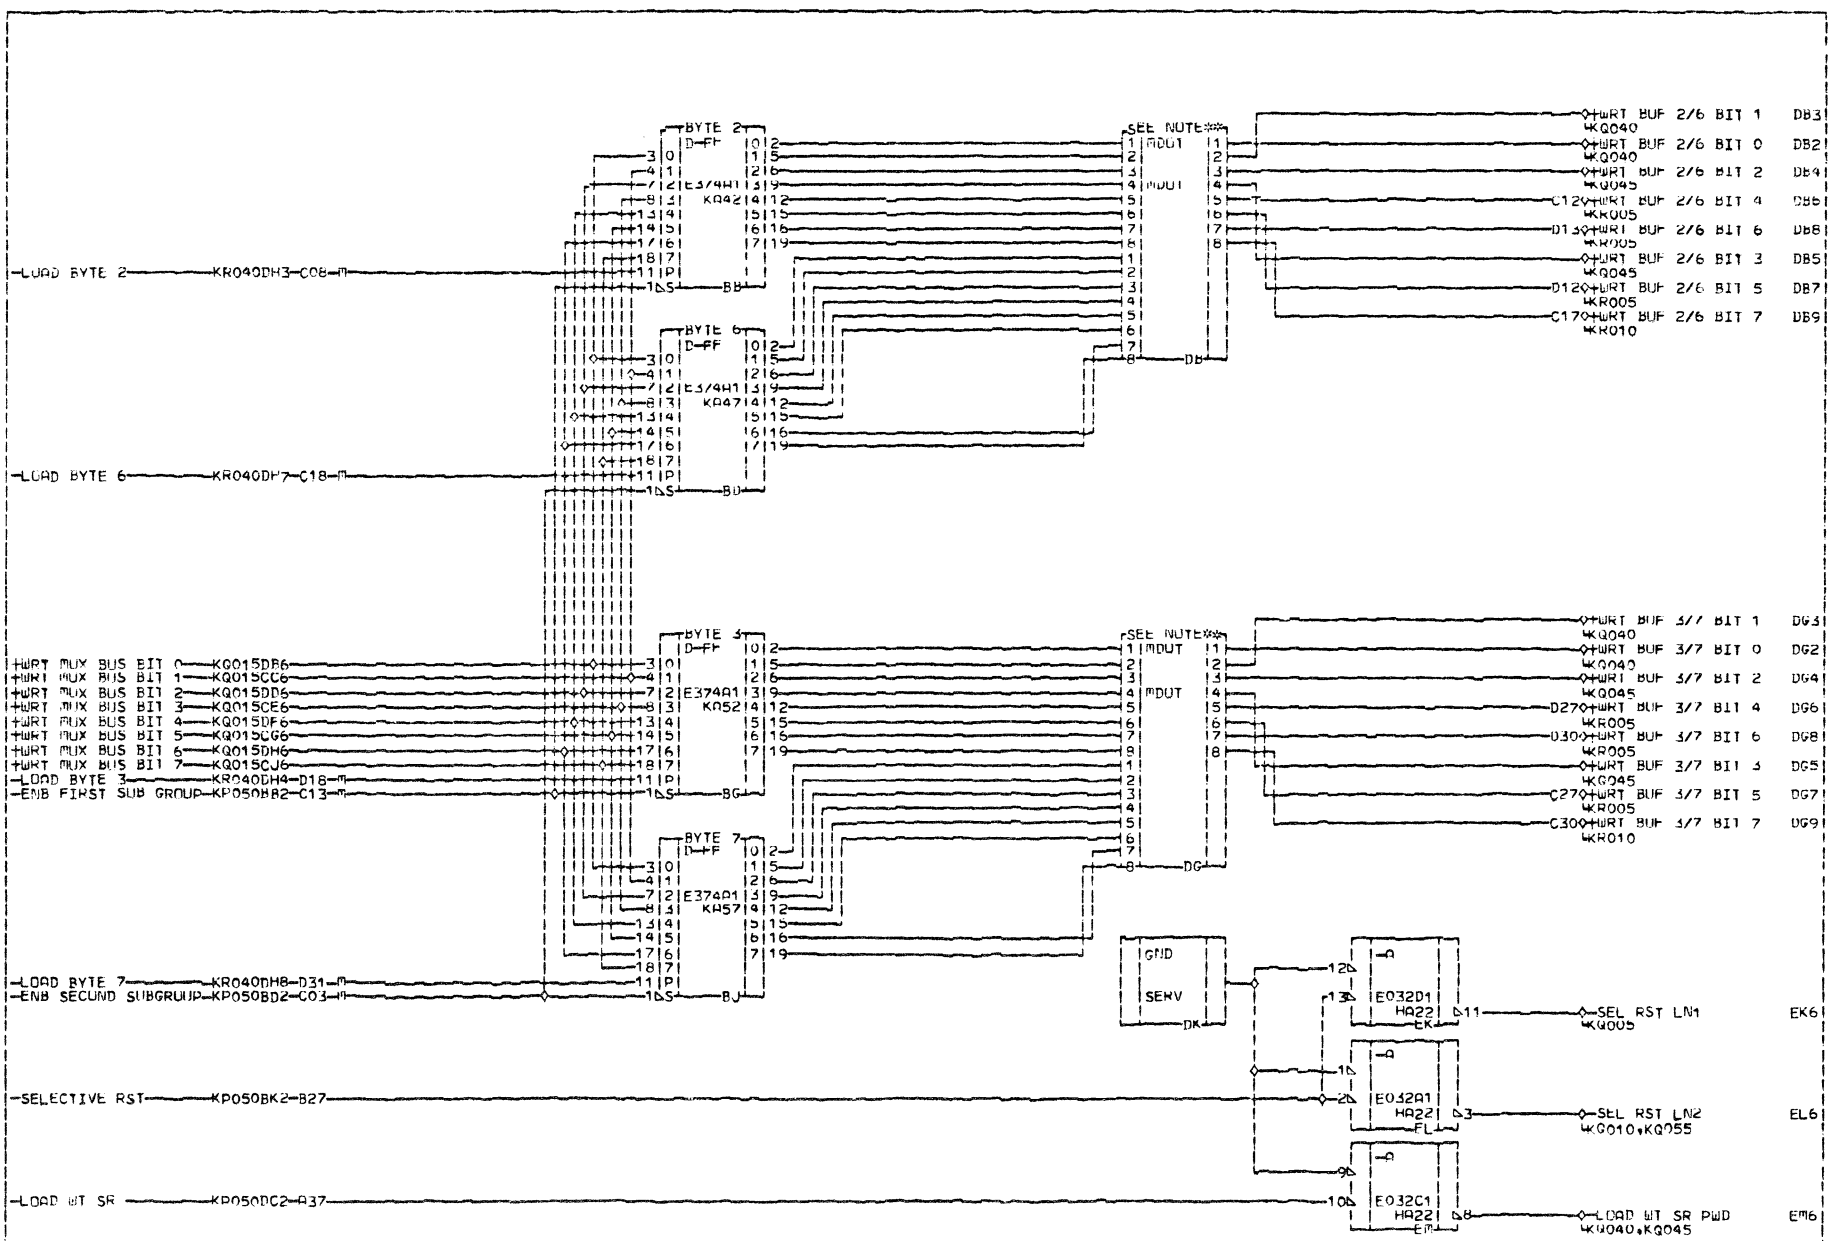 BYTE 2
D-FF
E374A1
KA42
BB
-LOAD BYTE 2 KR040DH3-C08-M
BYTE 6
D-FF
E374A1
KA47
BD
-LOAD BYTE 6 KR040DH7-C18-M
SEE NOTE**
MDUT
MDUT
DB
+WRT BUF 2/6 BIT 1 DB3
KQ040
+WRT BUF 2/6 BIT 0 DB2
KQ040
+WRT BUF 2/6 BIT 2 DB4
KQ045
C12 +WRT BUF 2/6 BIT 4 DB6
KR005
D13 +WRT BUF 2/6 BIT 6 DB8
KR005
+WRT BUF 2/6 BIT 3 DB5
KQ045
D12 +WRT BUF 2/6 BIT 5 DB7
KR005
C17 +WRT BUF 2/6 BIT 7 DB9
KR010
BYTE 3
D-FF
E374A1
KA52
BG
+WRT MUX BUS BIT 0 KQ015DB6
+WRT MUX BUS BIT 1 KQ015CC6
+WRT MUX BUS BIT 2 KQ015DD6
+WRT MUX BUS BIT 3 KQ015CE6
+WRT MUX BUS BIT 4 KQ015DF6
+WRT MUX BUS BIT 5 KQ015CG6
+WRT MUX BUS BIT 6 KQ015DH6
+WRT MUX BUS BIT 7 KQ015CJ6
-LOAD BYTE 3 KR040DH4-D18-M
-ENB FIRST SUB GROUP-KP050BB2-C13-M
BYTE 7
D-FF
E374A1
KA57
BJ
-LOAD BYTE 7 KR040DH8-D31-M
-ENB SECOND SUBGROUP-KP050BD2-C03-M
SEE NOTE**
MDUT
MDUT
DG
+WRT BUF 3/7 BIT 1 DG3
KQ040
+WRT BUF 3/7 BIT 0 DG2
KQ040
+WRT BUF 3/7 BIT 2 DG4
KQ045
D27 +WRT BUF 3/7 BIT 4 DG6
KR005
D30 +WRT BUF 3/7 BIT 6 DG8
KR005
+WRT BUF 3/7 BIT 3 DG5
KQ045
C27 +WRT BUF 3/7 BIT 5 DG7
KR005
C30 +WRT BUF 3/7 BIT 7 DG9
KR010
GND
SERV
DK
12
13
-A
E032D1
HA22
EK
11 -SEL RST LN1 EK6
KQ005
-SELECTIVE RST KP050BK2-B27
1
2
-A
E032A1
HA22
EL
3 -SEL RST LN2 EL6
KQ010,KQ055
-LOAD WT SR KP050DC2-A37
9
10
-A
E032C1
HA22
EM
8 -LOAD WT SR PWD EM6
KQ040,KQ045